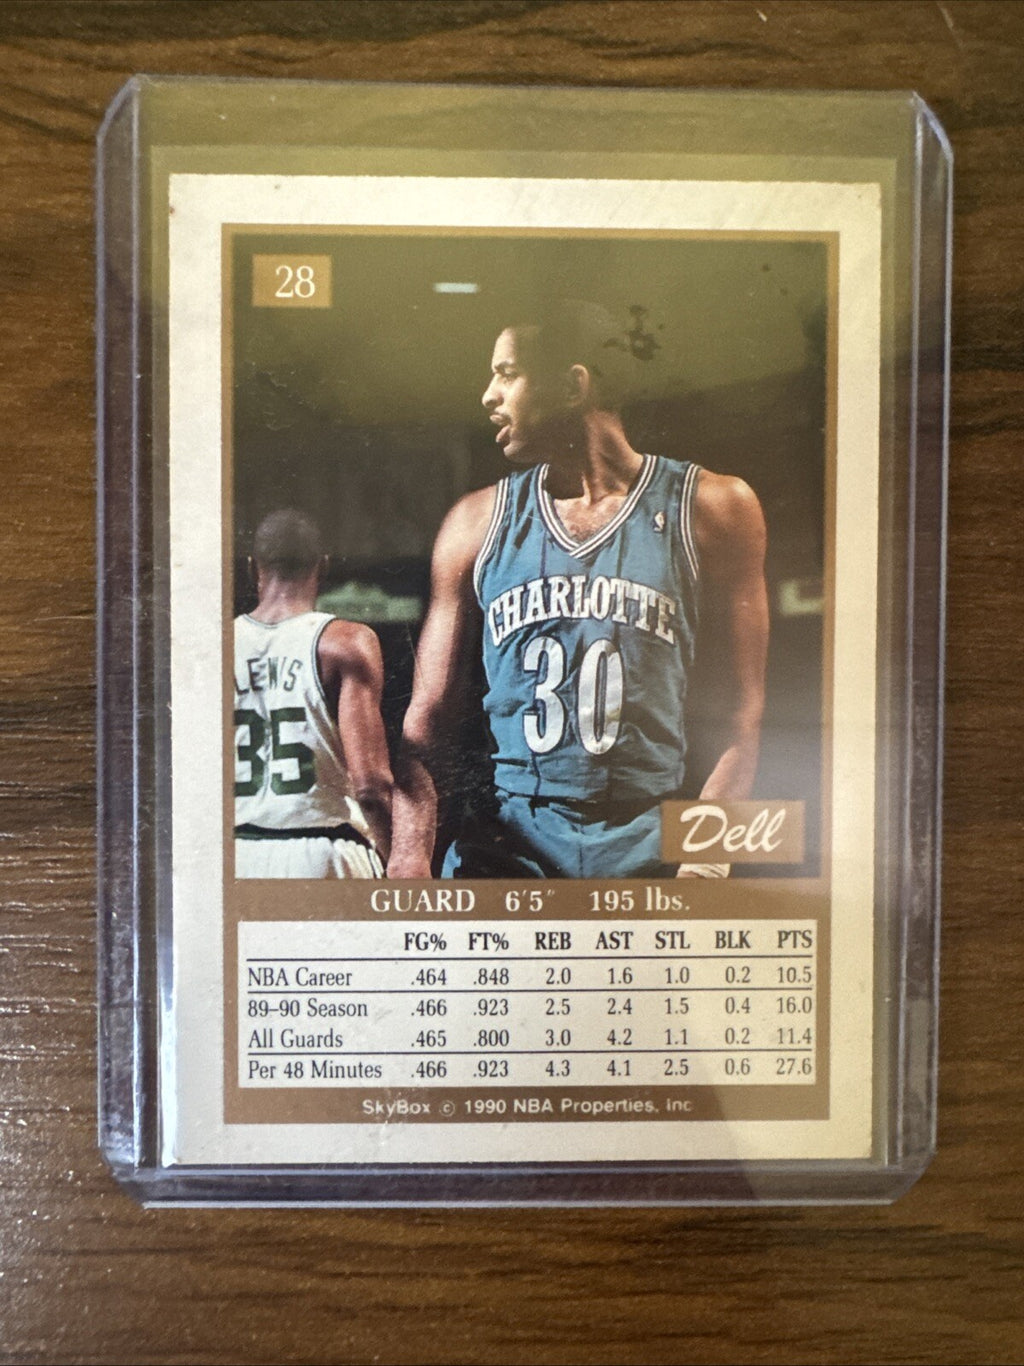 28
LEWIS
35
CHARLOTTE
30
Dell
GUARD 6'5" 195 lbs.
FG% FT% REB AST STL BLK PTS
NBA Career .464 .848 2.0 1.6 1.0 0.2 10.5
89–90 Season .466 .923 2.5 2.4 1.5 0.4 16.0
All Guards .465 .800 3.0 4.2 1.1 0.2 11.4
Per 48 Minutes .466 .923 4.3 4.1 2.5 0.6 27.6
SkyBox © 1990 NBA Properties, Inc